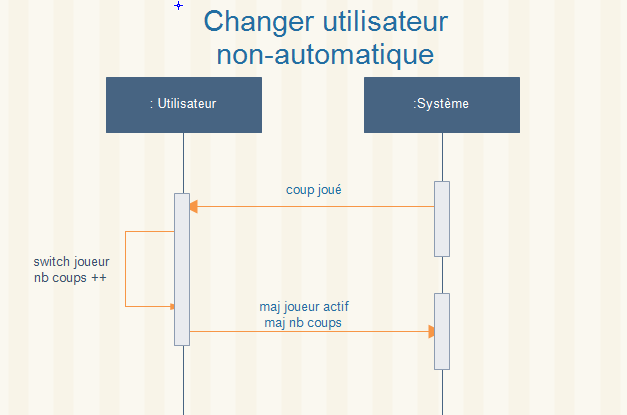 Changer utilisateur
non-automatique
: Utilisateur
:Système
coup joué
switch joueur
nb coups ++
maj joueur actif
maj nb coups